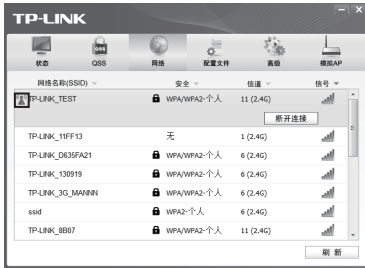 TP-LINK
状态 QSS 网络 配置文件 高级 模拟AP
网络名称(SSID) 安全 信道 信号
TP-LINK_TEST WPA/WPA2-个人 11 (2.4G)
断开连接
TP-LINK_11FF13 无 1 (2.4G)
TP-LINK_D635FA21 WPA/WPA2-个人 6 (2.4G)
TP-LINK_130919 WPA/WPA2-个人 6 (2.4G)
TP-LINK_3G_MANNN WPA/WPA2-个人 6 (2.4G)
ssid WPA2-个人 6 (2.4G)
TP-LINK_8B07 WPA/WPA2-个人 11 (2.4G)
刷 新